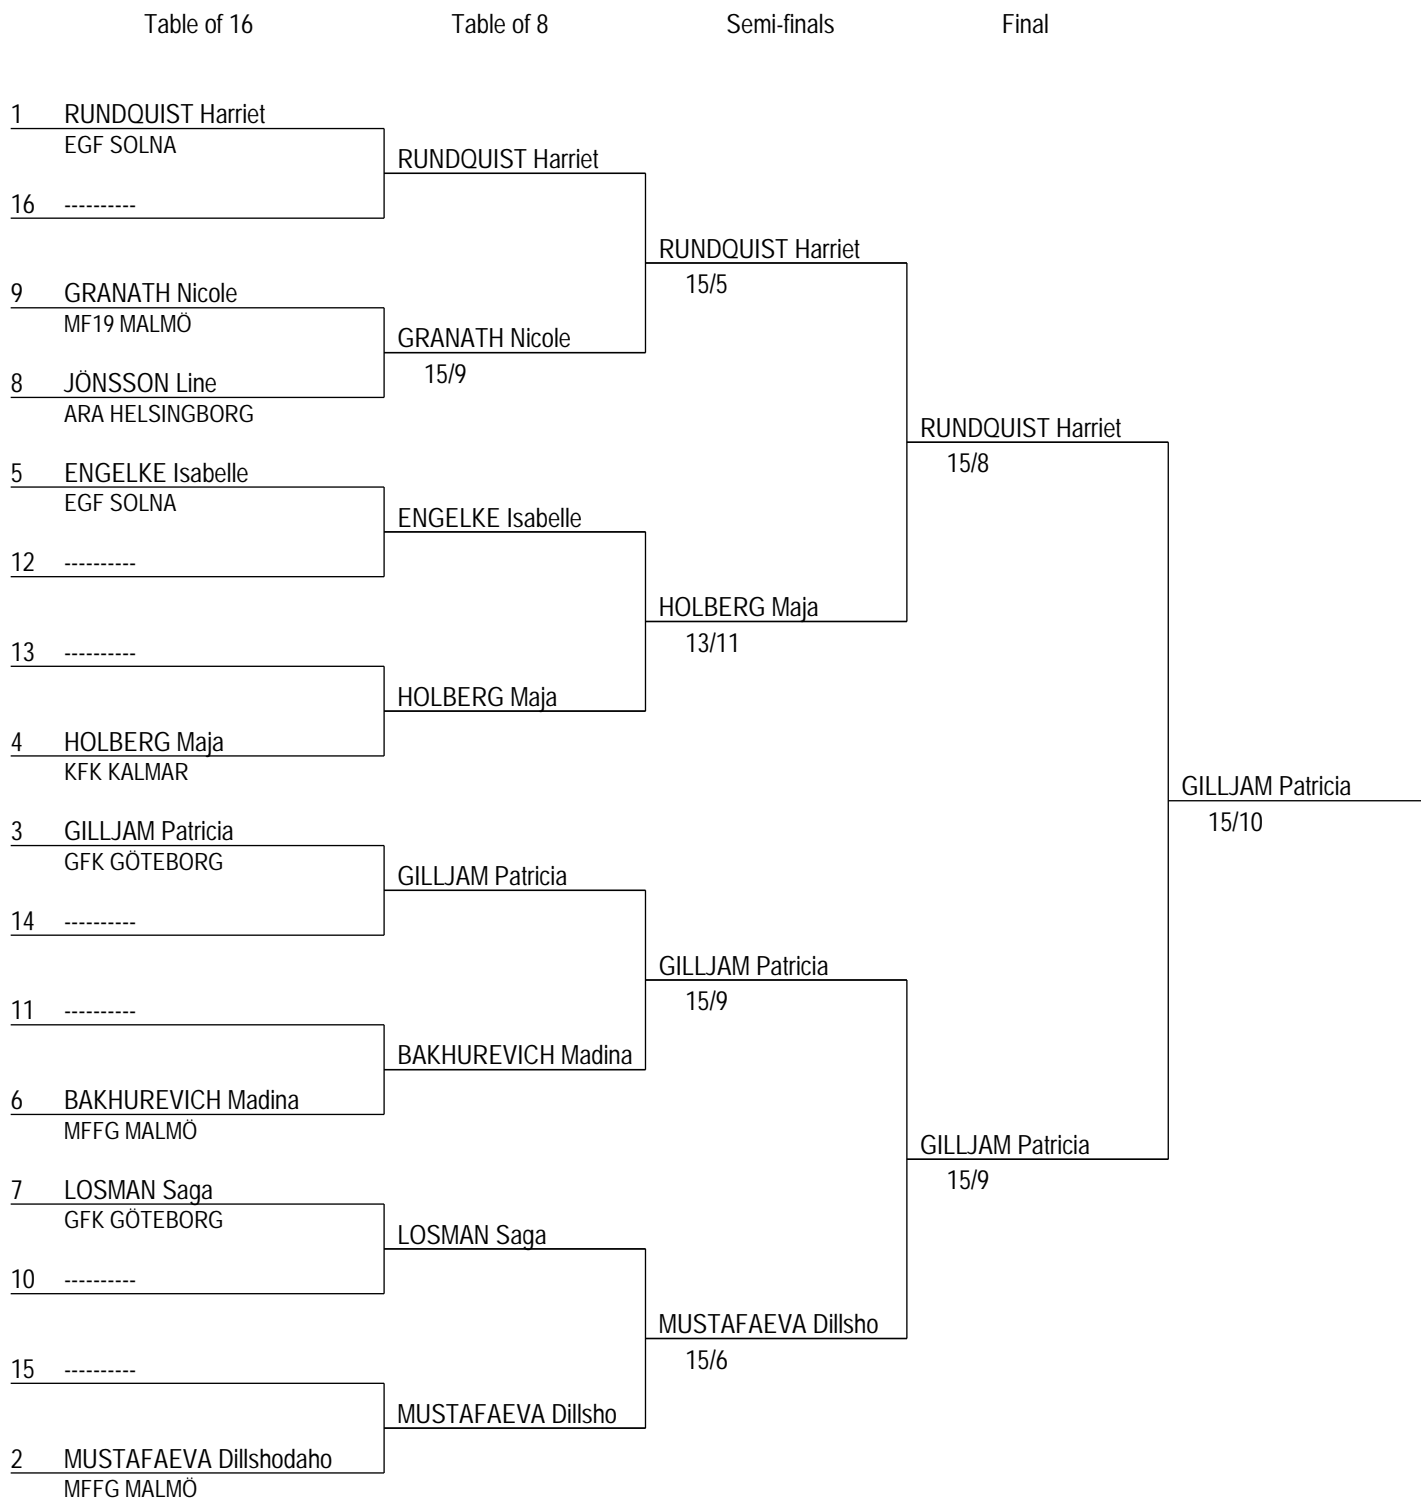 Table of 16 Table of 8 Semi-finals Final
1 RUNDQUIST Harriet
EGF SOLNA
RUNDQUIST Harriet
16 ----------
RUNDQUIST Harriet
15/5
9 GRANATH Nicole
MF19 MALMÖ
GRANATH Nicole
15/9
8 JÖNSSON Line
ARA HELSINGBORG
RUNDQUIST Harriet
15/8
5 ENGELKE Isabelle
EGF SOLNA
ENGELKE Isabelle
12 ----------
HOLBERG Maja
13/11
13 ----------
HOLBERG Maja
4 HOLBERG Maja
KFK KALMAR
GILLJAM Patricia
15/10
3 GILLJAM Patricia
GFK GÖTEBORG
GILLJAM Patricia
14 ----------
GILLJAM Patricia
15/9
11 ----------
BAKHUREVICH Madina
6 BAKHUREVICH Madina
MFFG MALMÖ
GILLJAM Patricia
15/9
7 LOSMAN Saga
GFK GÖTEBORG
LOSMAN Saga
10 ----------
MUSTAFAEVA Dillsho
15/6
15 ----------
MUSTAFAEVA Dillsho
2 MUSTAFAEVA Dillshodaho
MFFG MALMÖ